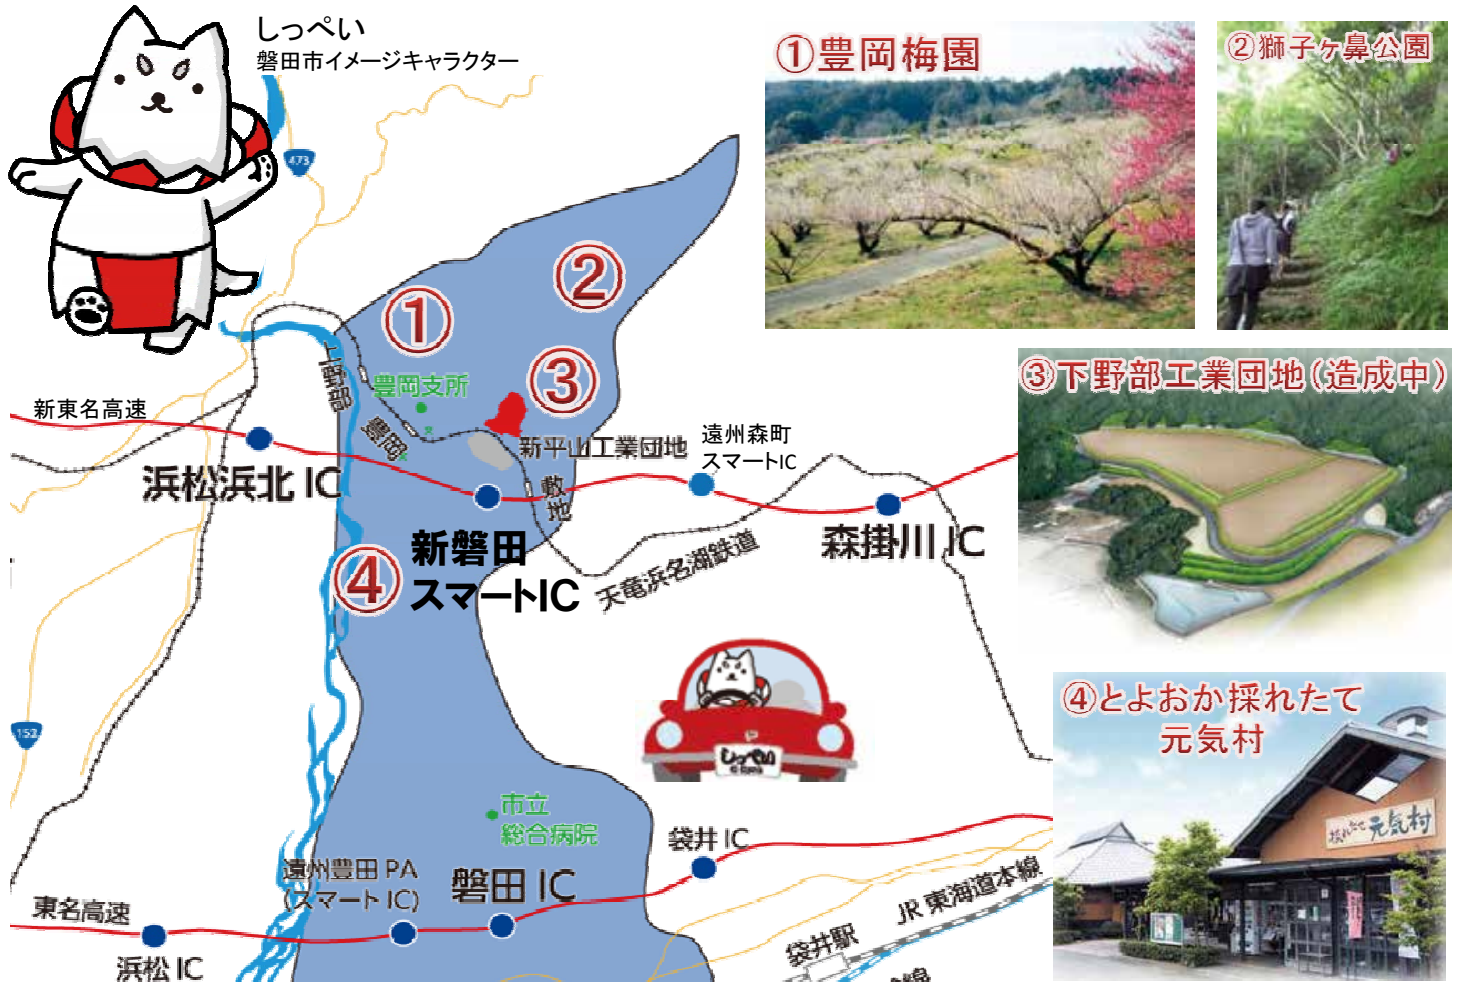 しっぺい
磐田市イメージキャラクター
①豊岡梅園
②獅子ヶ鼻公園
473
②
①
上野部
豊岡支所
③
③下野部工業団地(造成中)
新東名高速
豊岡
新平山工業団地
遠州森町
スマートIC
浜松浜北 IC
敷地
新磐田
スマートIC
森掛川 IC
④
天竜浜名湖鉄道
152
しっぺい
④とよおか採れたて
元気村
採れたて元気村
市立
総合病院
袋井 IC
遠州豊田 PA
(スマート IC)
磐田 IC
東名高速
浜松 IC
JR 東海道本線
袋井駅